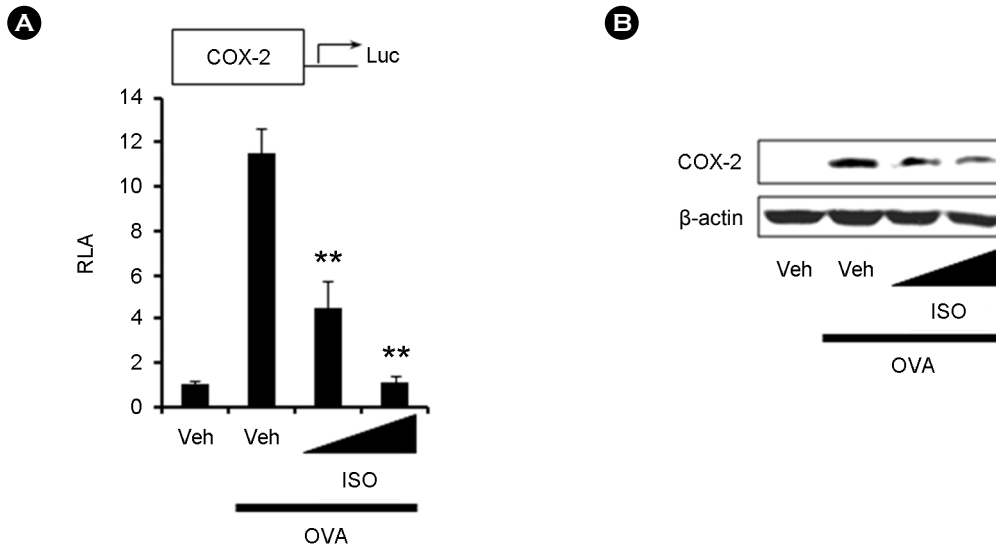 A
COX-2
Luc
14
12
10
8
6
4
2
0
RLA
**
**
Veh
Veh
ISO
OVA
B
COX-2
β-actin
Veh
Veh
ISO
OVA